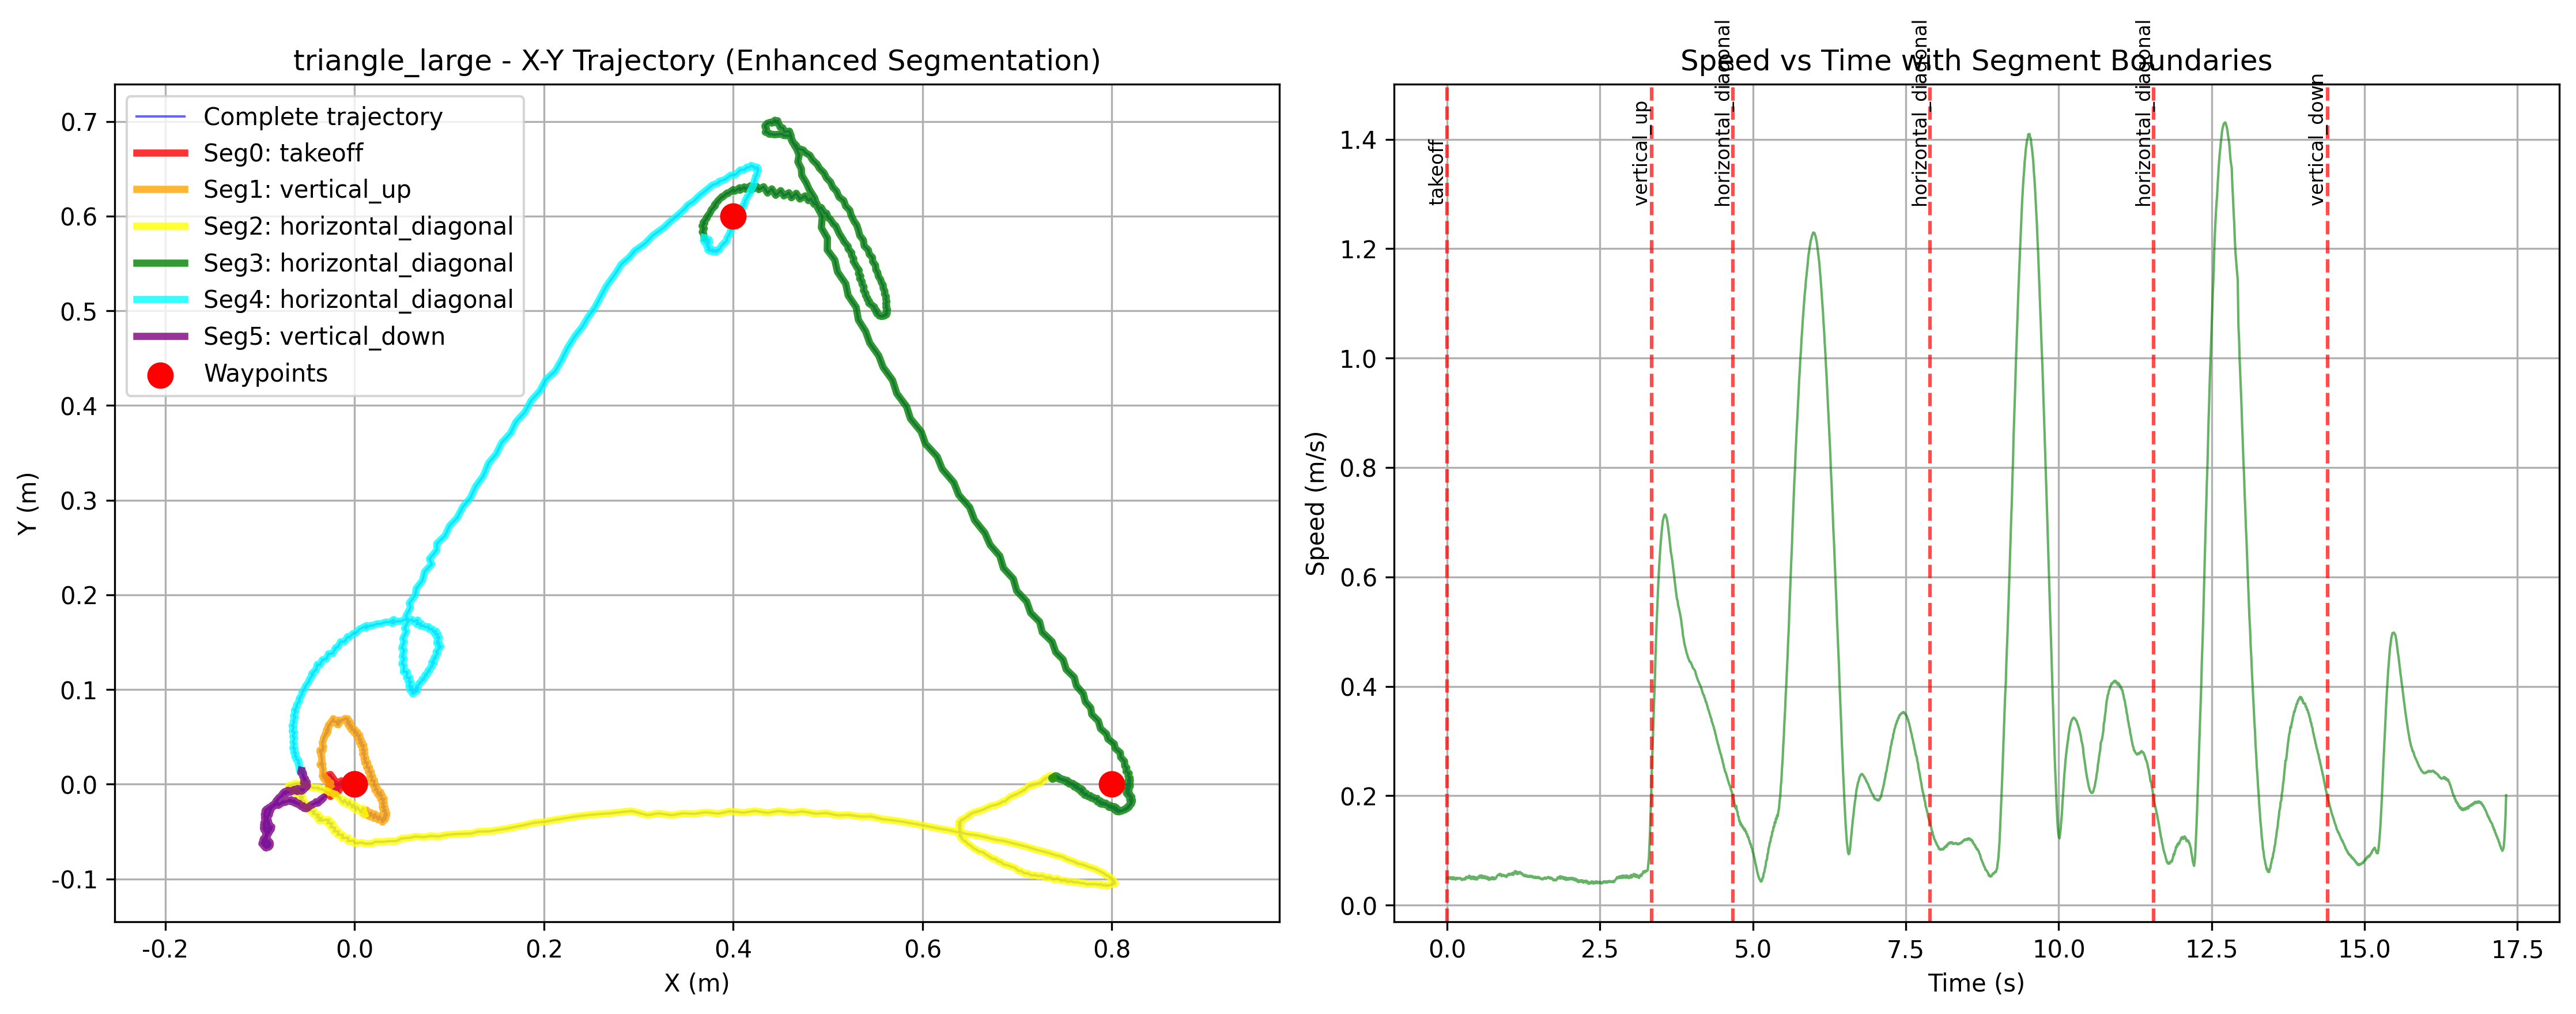 triangle_large - X-Y Trajectory (Enhanced Segmentation)
Complete trajectory
Seg0: takeoff
Seg1: vertical_up
Seg2: horizontal_diagonal
Seg3: horizontal_diagonal
Seg4: horizontal_diagonal
Seg5: vertical_down
Waypoints
0.7
0.6
0.5
0.4
0.3
0.2
0.1
0.0
-0.1
Y (m)
-0.2
0.0
0.2
0.4
0.6
0.8
X (m)
Speed vs Time with Segment Boundaries
takeoff
vertical_up
horizontal_diagonal
horizontal_diagonal
horizontal_diagonal
vertical_down
1.4
1.2
1.0
0.8
0.6
0.4
0.2
0.0
Speed (m/s)
0.0
2.5
5.0
7.5
10.0
12.5
15.0
17.5
Time (s)